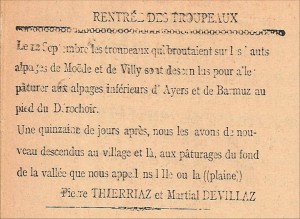 RENTRÉE DES TROUPEAUX
Le 12 Septembre les troupeaux qui broutaient sur les hauts
alpages de Moëde et de Villy sont descendus pour aller
pâturer aux alpages inférieurs d'Ayers et de Barmuz au
pied du Dérochoir.
Une quinzaine de jours après, nous les avons de nou-
veau descendus au village et là, aux pâturages du fond
de la vallée que nous appelons Ille ou la ((plaine))
Pierre THIERRIAZ et Martial DEVILLAZ